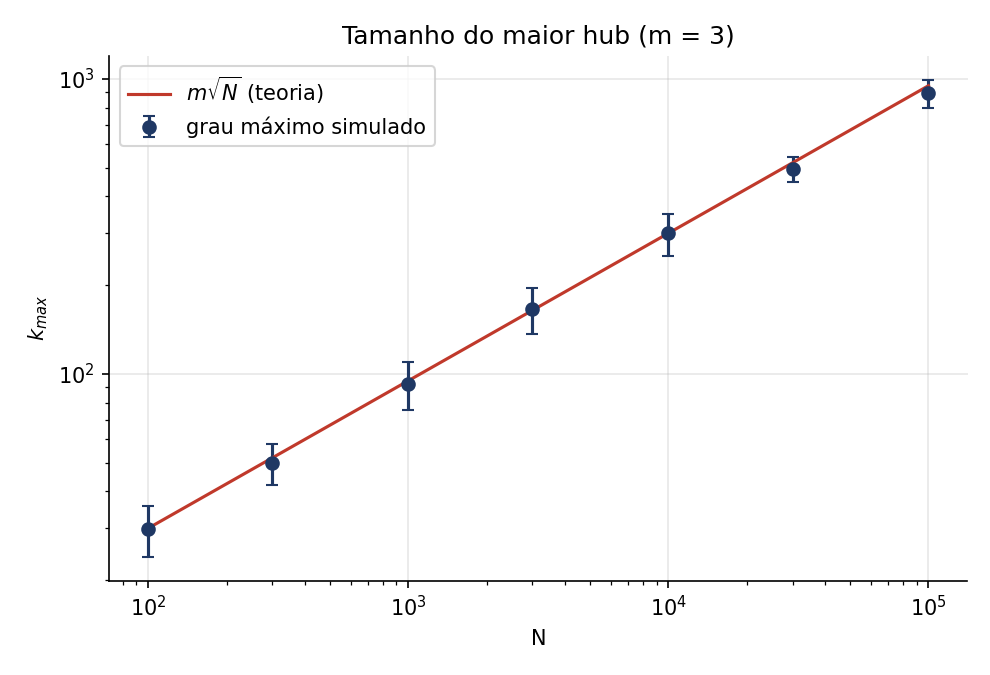 Tamanho do maior hub (m = 3)
m√N (teoria)
grau máximo simulado
k_max
10³
10²
10² 10³ 10⁴ 10⁵
N